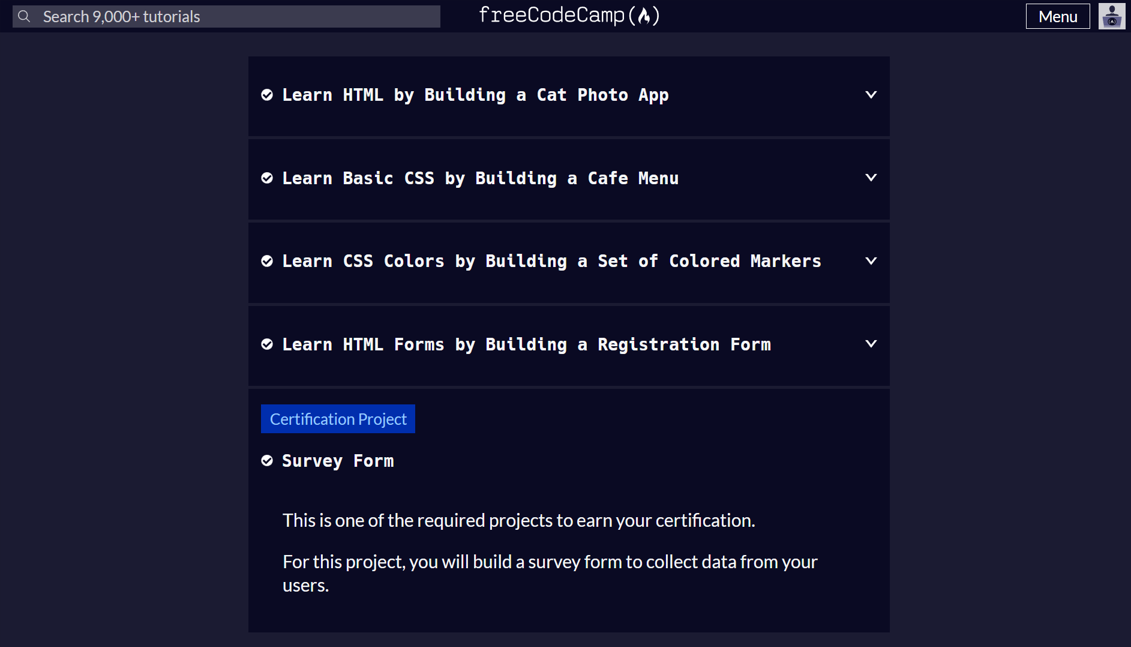 Search 9,000+ tutorials
freeCodeCamp
Menu
Learn HTML by Building a Cat Photo App
Learn Basic CSS by Building a Cafe Menu
Learn CSS Colors by Building a Set of Colored Markers
Learn HTML Forms by Building a Registration Form
Certification Project
Survey Form
This is one of the required projects to earn your certification.
For this project, you will build a survey form to collect data from your
users.